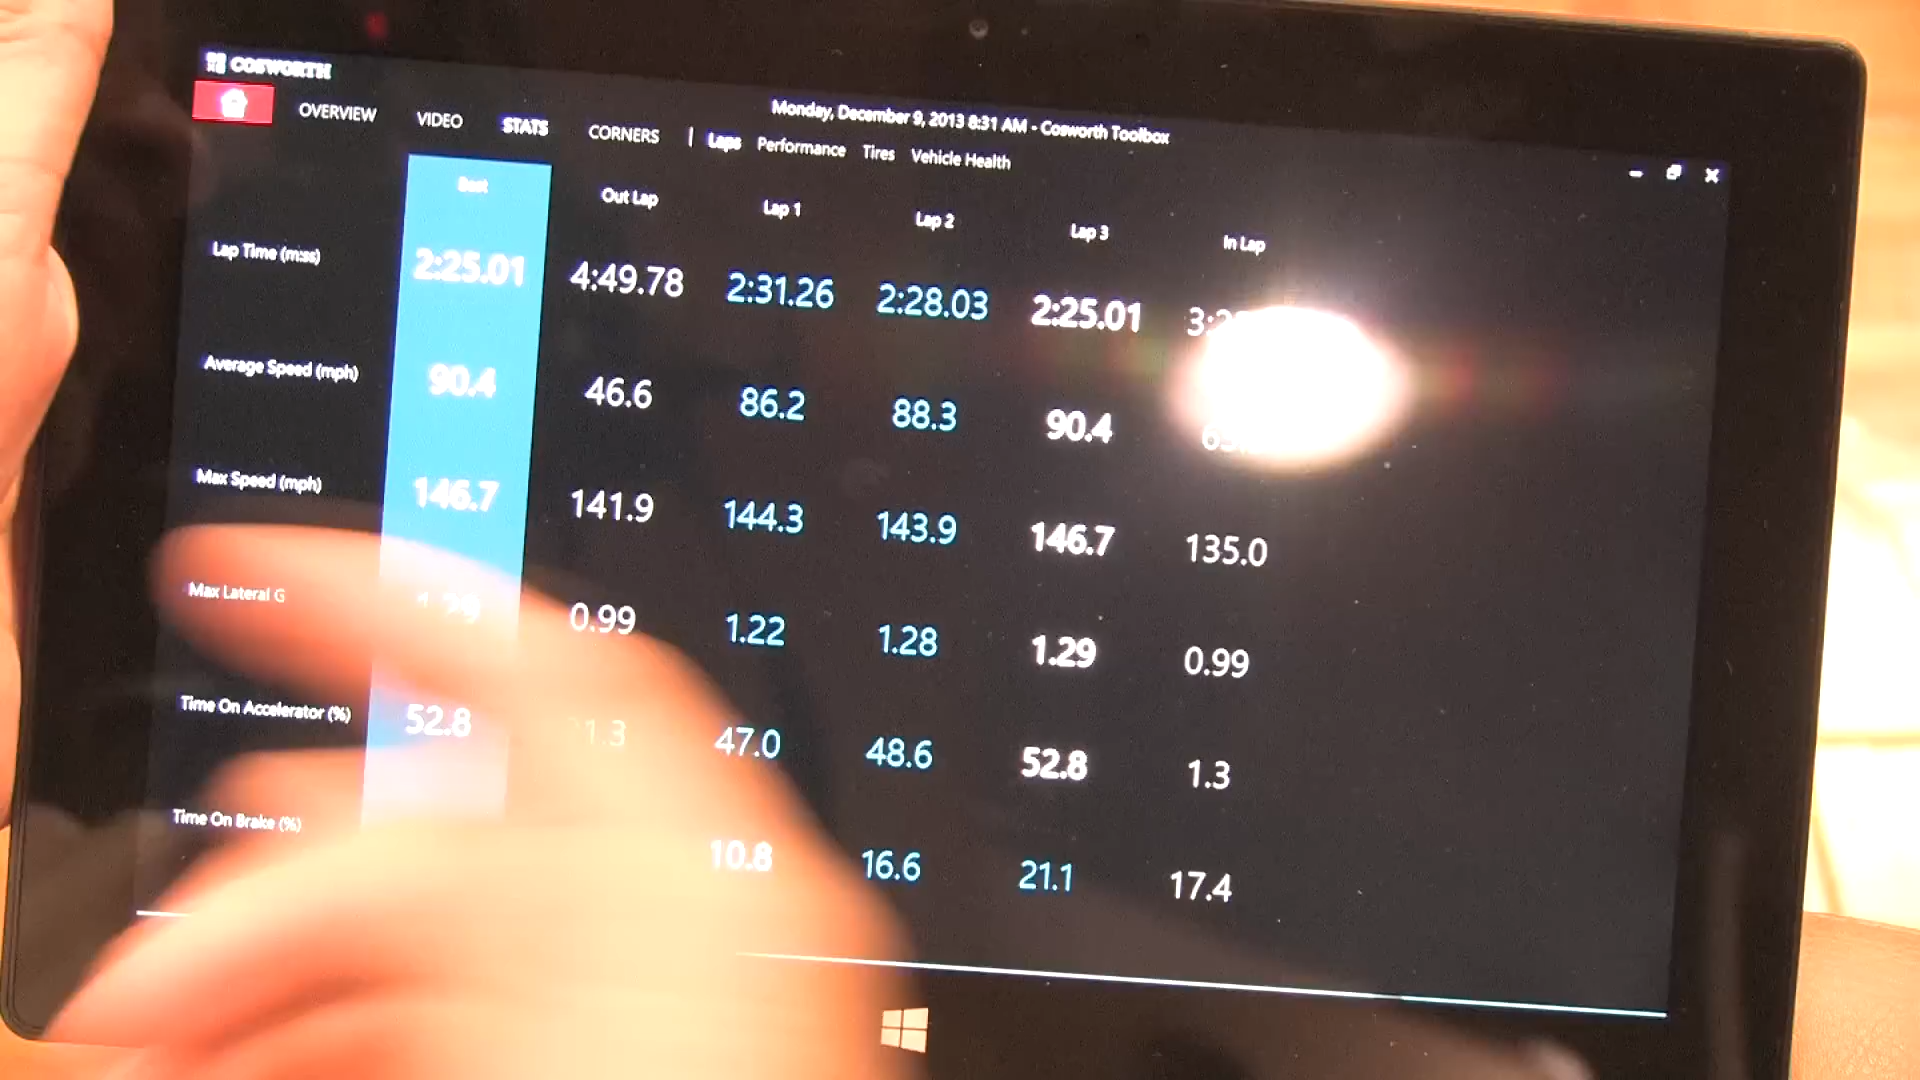 COSWORTH
Monday, December 9, 2013 8:31 AM - Cosworth Toolbox
OVERVIEW VIDEO STATS CORNERS | Laps Performance Tires Vehicle Health
Best Out Lap Lap 1 Lap 2 Lap 3 In Lap
Lap Time (m:ss) 2:25.01 4:49.78 2:31.26 2:28.03 2:25.01
Average Speed (mph) 90.4 46.6 86.2 88.3 90.4
Max Speed (mph) 146.7 141.9 144.3 143.9 146.7 135.0
Max Lateral G 0.99 1.22 1.28 1.29 0.99
Time On Accelerator (%) 52.8 47.0 48.6 52.8 1.3
Time On Brake (%) 10.8 16.6 21.1 17.4